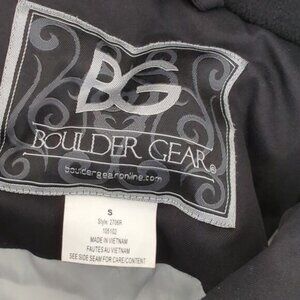 BG
BOULDER GEAR®
bouldergearonline.com
S
Style: 2706R
105102
MADE IN VIETNAM
FAUTES AU VIETNAM
SEE SIDE SEAM FOR CARE/CONTENT